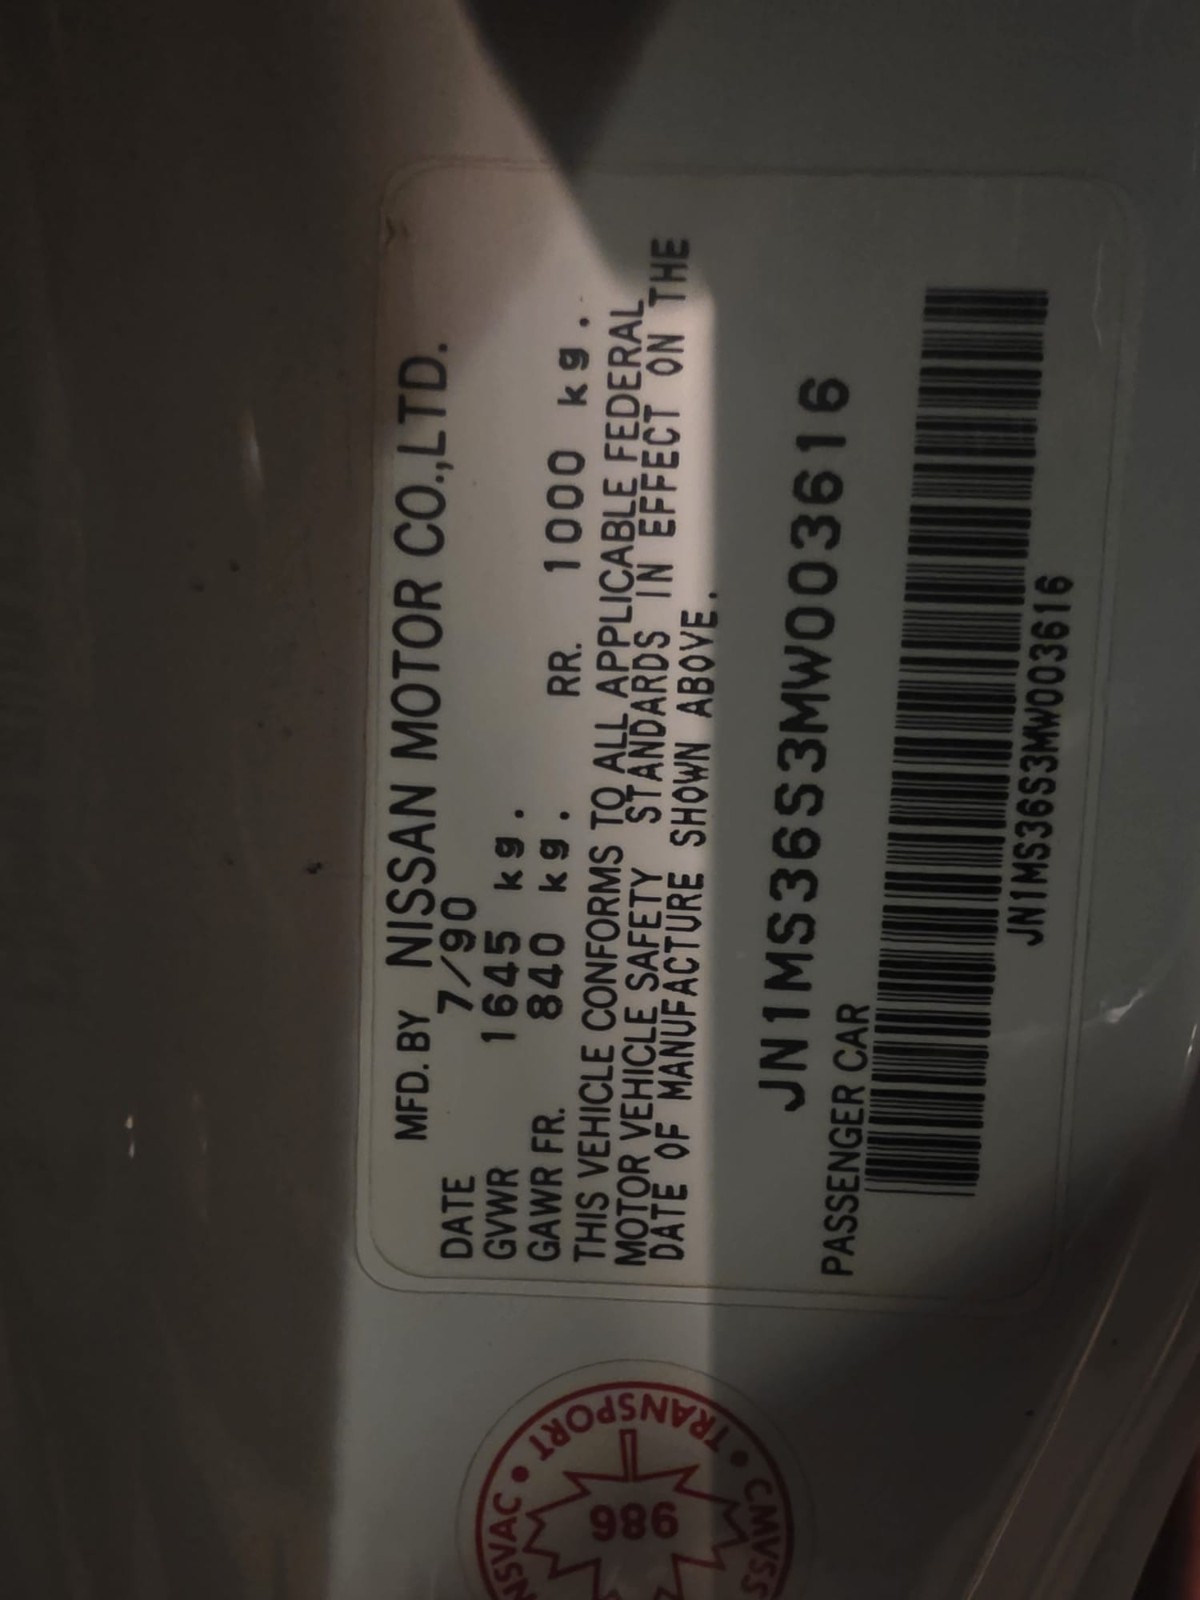 MFD. BY NISSAN MOTOR CO.,LTD.
DATE 7/90
GVWR 1645 kg.
GAWR FR. 840 kg. RR. 1000 kg.
THIS VEHICLE CONFORMS TO ALL APPLICABLE FEDERAL
MOTOR VEHICLE SAFETY STANDARDS IN EFFECT ON THE
DATE OF MANUFACTURE SHOWN ABOVE.
JN1MS36S3MW003616
PASSENGER CAR
JN1MS36S3MW003616
TRANSPORT • CMVSS
NSVAC •
986